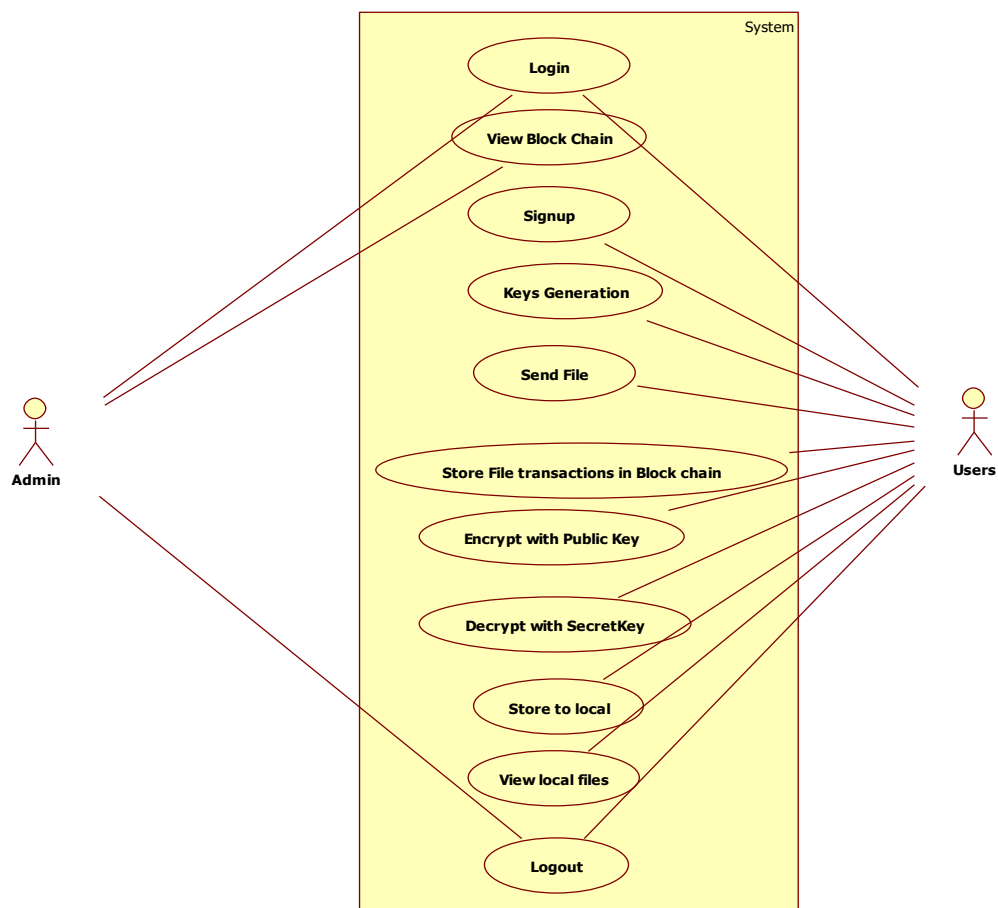 System
Login
View Block Chain
Signup
Keys Generation
Send File
Admin
Users
Store File transactions in Block chain
Encrypt with Public Key
Decrypt with SecretKey
Store to local
View local files
Logout